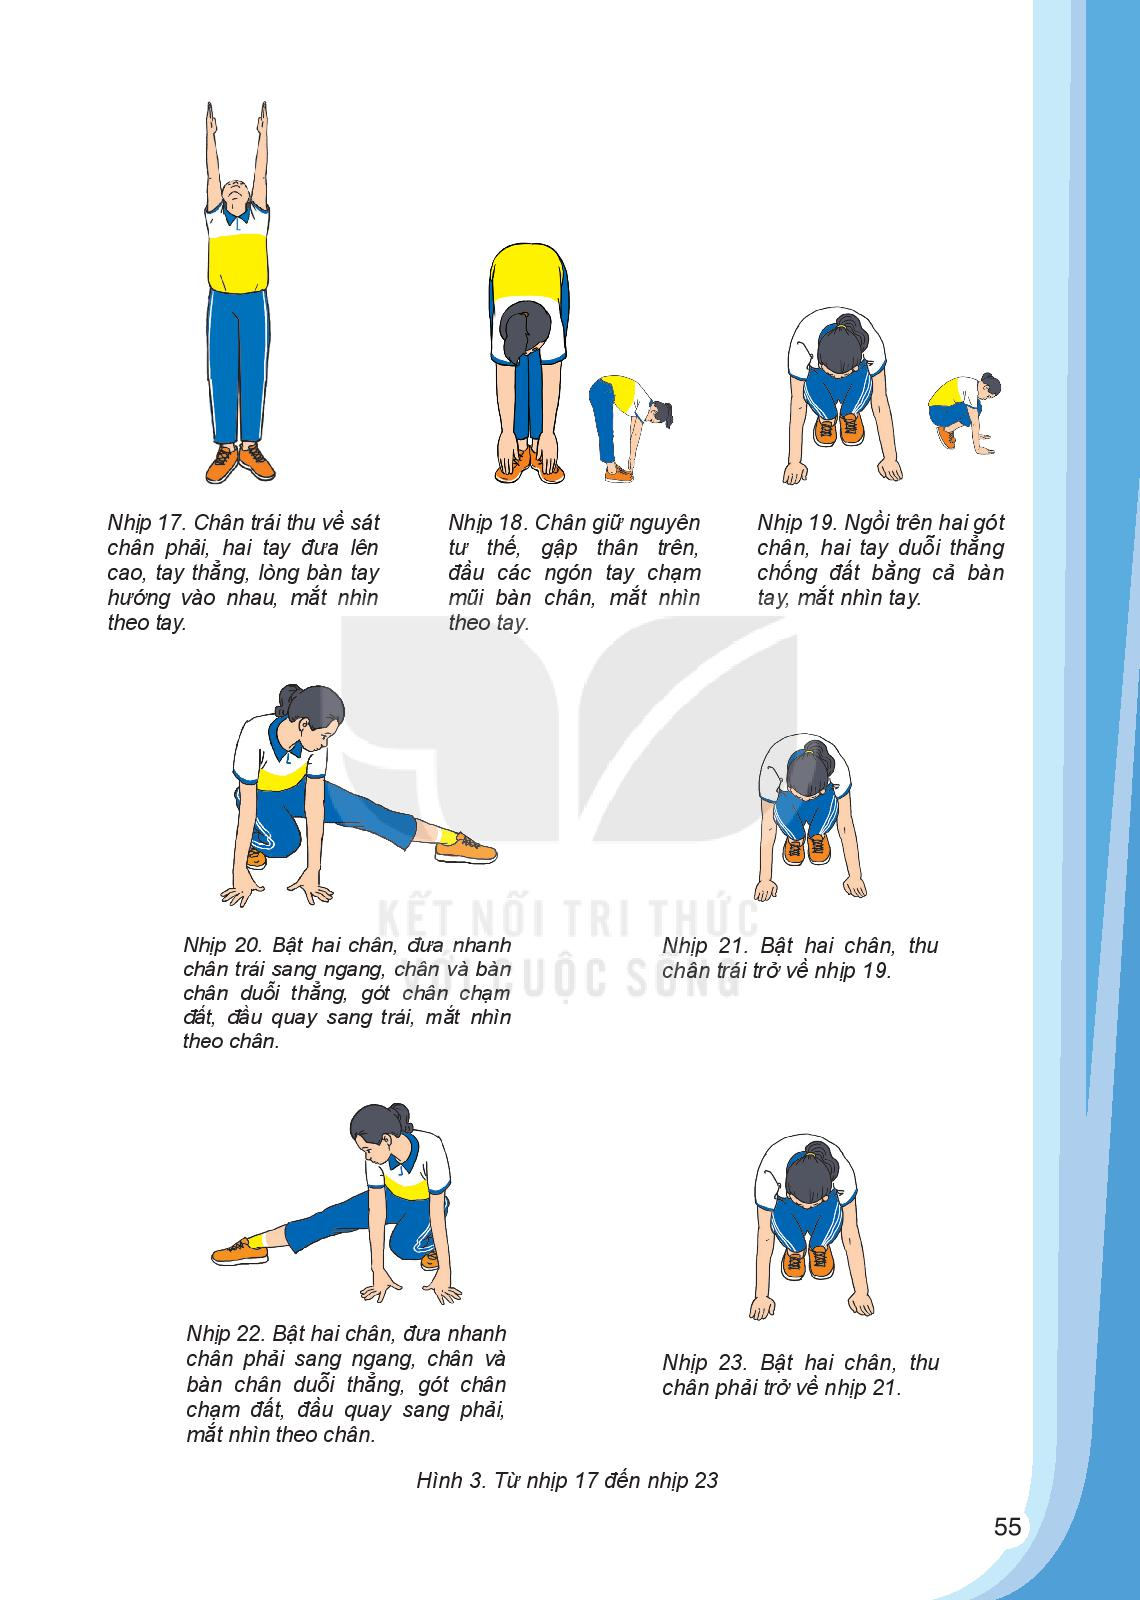 Nhịp 17. Chân trái thu về sát
chân phải, hai tay đưa lên
cao, tay thẳng, lòng bàn tay
hướng vào nhau, mắt nhìn
theo tay.
Nhịp 18. Chân giữ nguyên
tư thế, gập thân trên,
đầu các ngón tay chạm
mũi bàn chân, mắt nhìn
theo tay.
Nhịp 19. Ngồi trên hai gót
chân, hai tay duỗi thẳng
chống đất bằng cả bàn
tay, mắt nhìn tay.
KẾT NỐI TRI THỨC
VỚI CUỘC SỐNG
Nhịp 20. Bật hai chân, đưa nhanh
chân trái sang ngang, chân và bàn
chân duỗi thẳng, gót chân chạm
đất, đầu quay sang trái, mắt nhìn
theo chân.
Nhịp 21. Bật hai chân, thu
chân trái trở về nhịp 19.
Nhịp 22. Bật hai chân, đưa nhanh
chân phải sang ngang, chân và
bàn chân duỗi thẳng, gót chân
chạm đất, đầu quay sang phải,
mắt nhìn theo chân.
Nhịp 23. Bật hai chân, thu
chân phải trở về nhịp 21.
Hình 3. Từ nhịp 17 đến nhịp 23
55